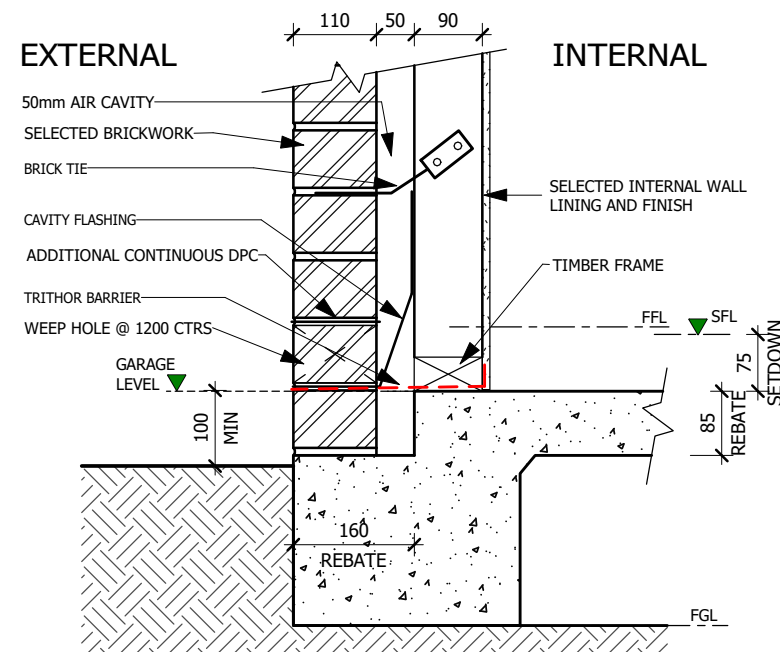 110 50 90
EXTERNAL
INTERNAL
50mm AIR CAVITY
SELECTED BRICKWORK
BRICK TIE
SELECTED INTERNAL WALL
LINING AND FINISH
CAVITY FLASHING
ADDITIONAL CONTINUOUS DPC
TIMBER FRAME
TRITHOR BARRIER
FFL SFL
WEEP HOLE @ 1200 CTRS
GARAGE
LEVEL
75
SETDOWN
100
MIN
85
REBATE
160
REBATE
FGL